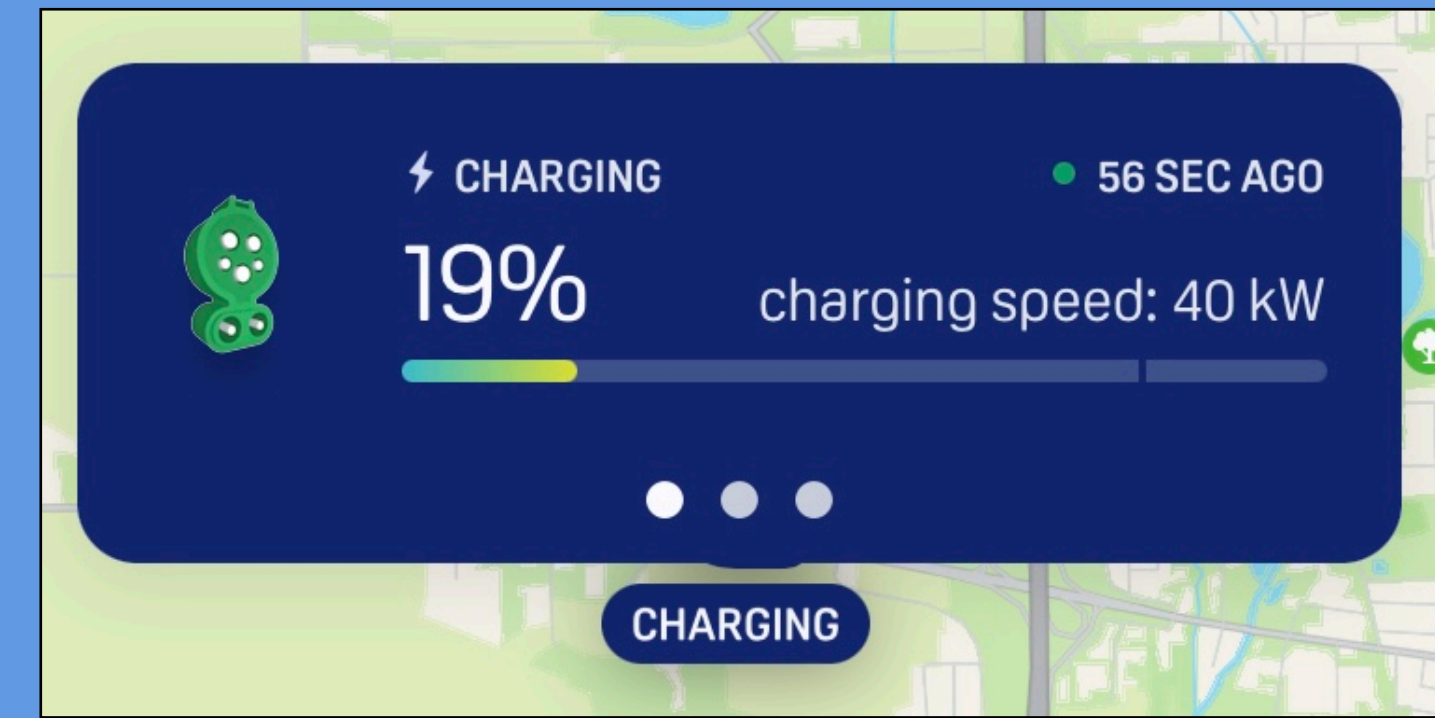 CHARGING
56 SEC AGO
19%
charging speed: 40 kW
CHARGING